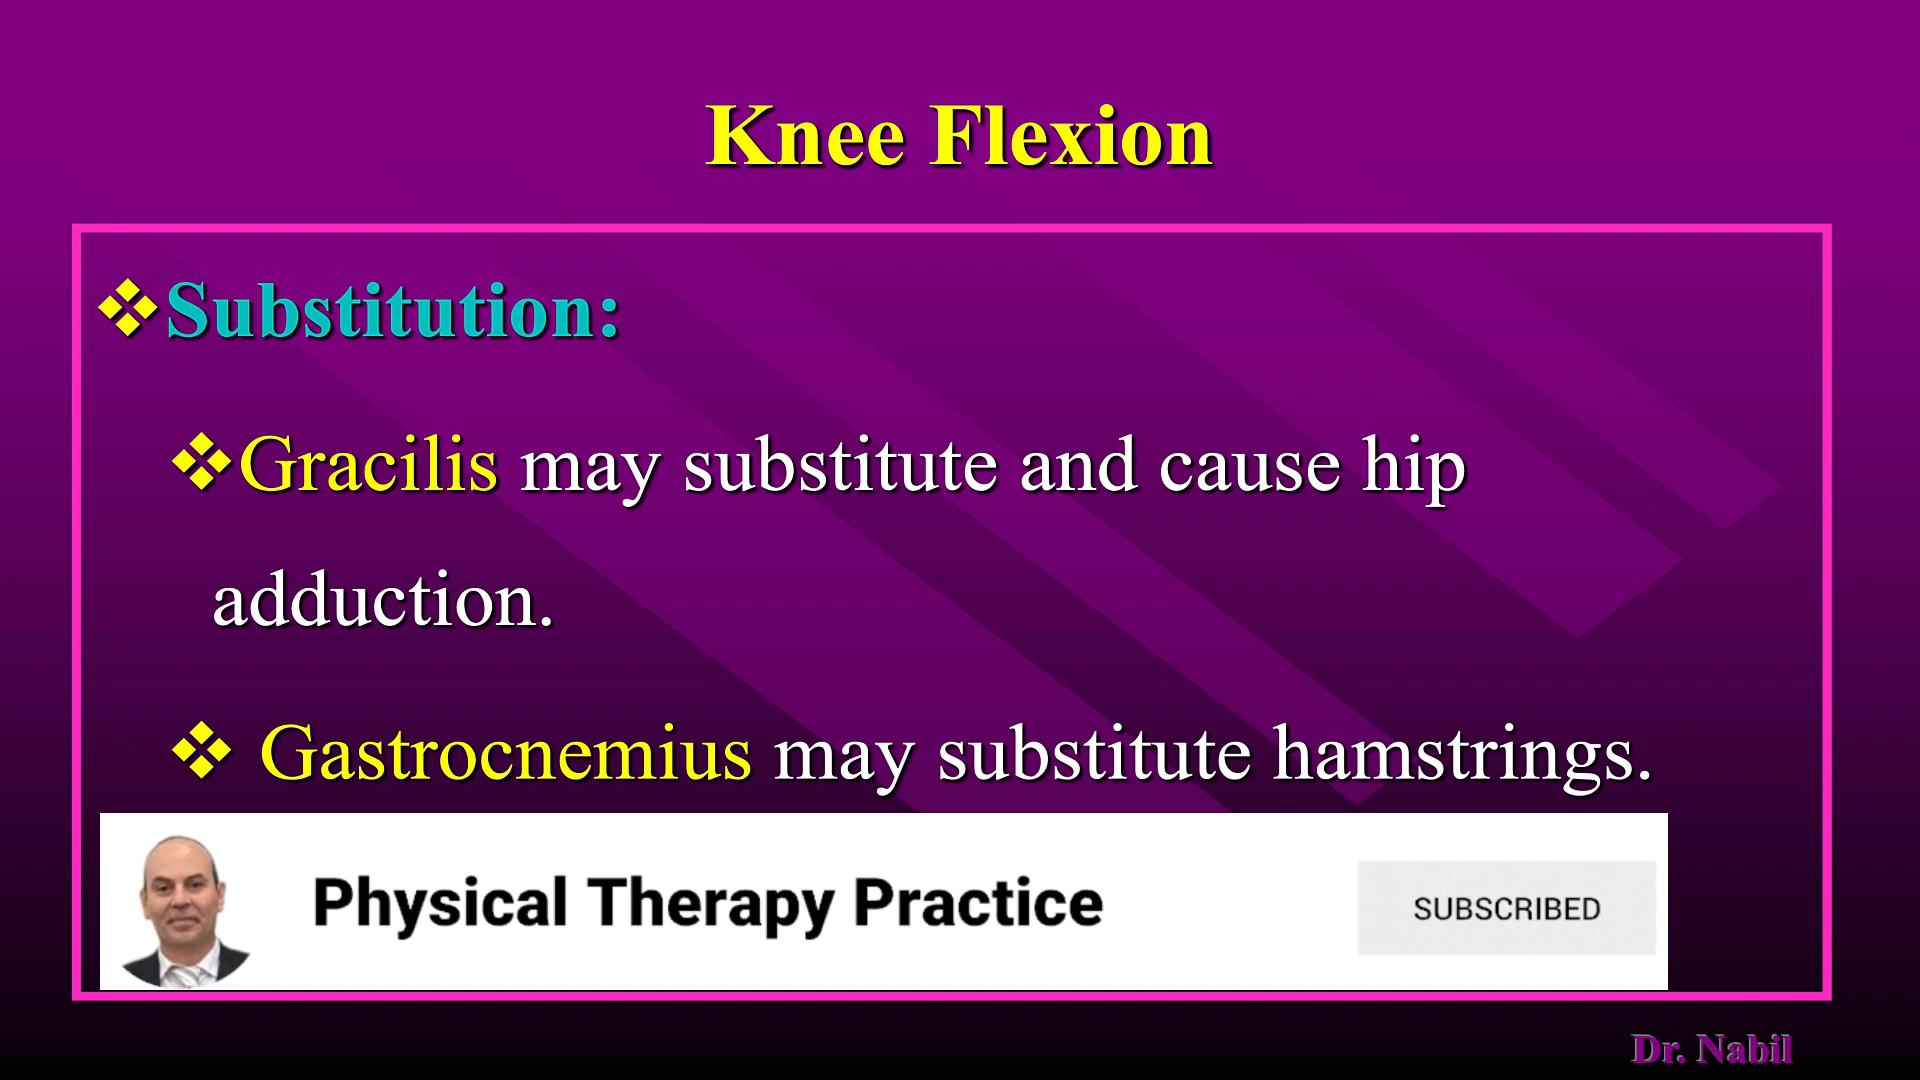 Knee Flexion
❖Substitution:
❖Gracilis may substitute and cause hip
adduction.
❖ Gastrocnemius may substitute hamstrings.
Physical Therapy Practice
SUBSCRIBED
Dr. Nabil